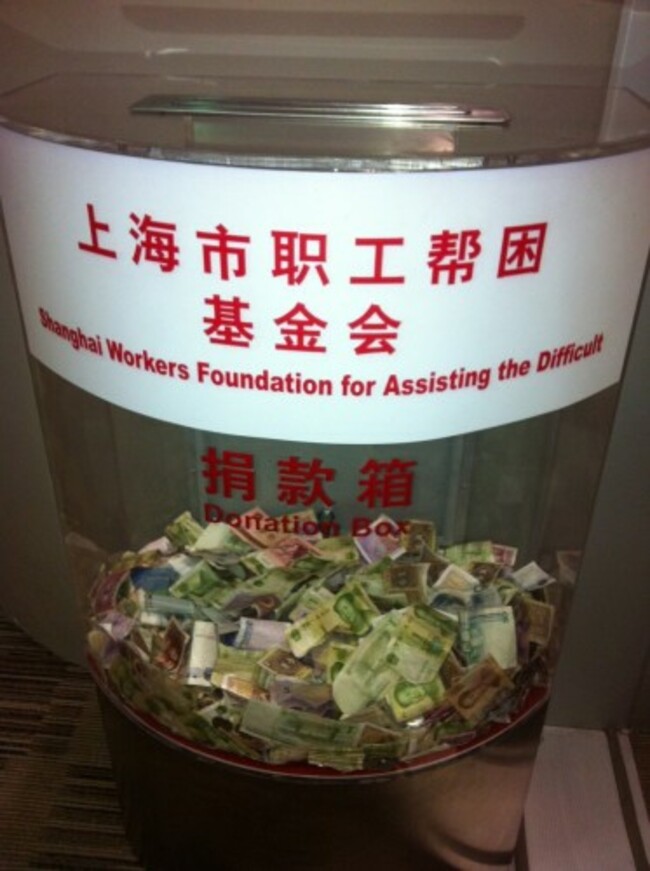 上海市职工帮困
基金会
Shanghai Workers Foundation for Assisting the Difficult
捐款箱
Donation Box